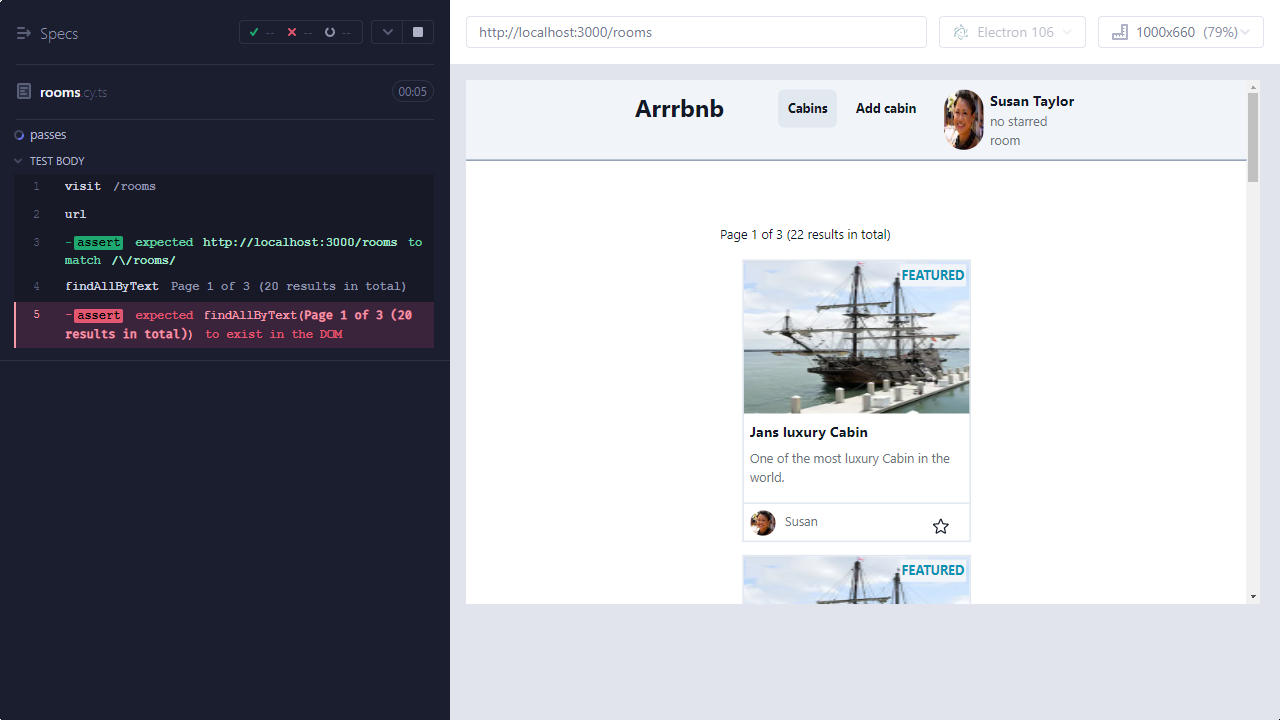 Specs
-- -- --
http://localhost:3000/rooms
Electron 106
1000x660 (79%)
rooms.cy.ts
00:05
passes
TEST BODY
1 visit /rooms
2 url
3 -assert expected http://localhost:3000/rooms to
match /\/rooms/
4 findAllByText Page 1 of 3 (20 results in total)
5 -assert expected findAllByText(Page 1 of 3 (20
results in total)) to exist in the DOM
Arrrbnb
Cabins
Add cabin
Susan Taylor
no starred
room
Page 1 of 3 (22 results in total)
FEATURED
Jans luxury Cabin
One of the most luxury Cabin in the
world.
Susan
FEATURED